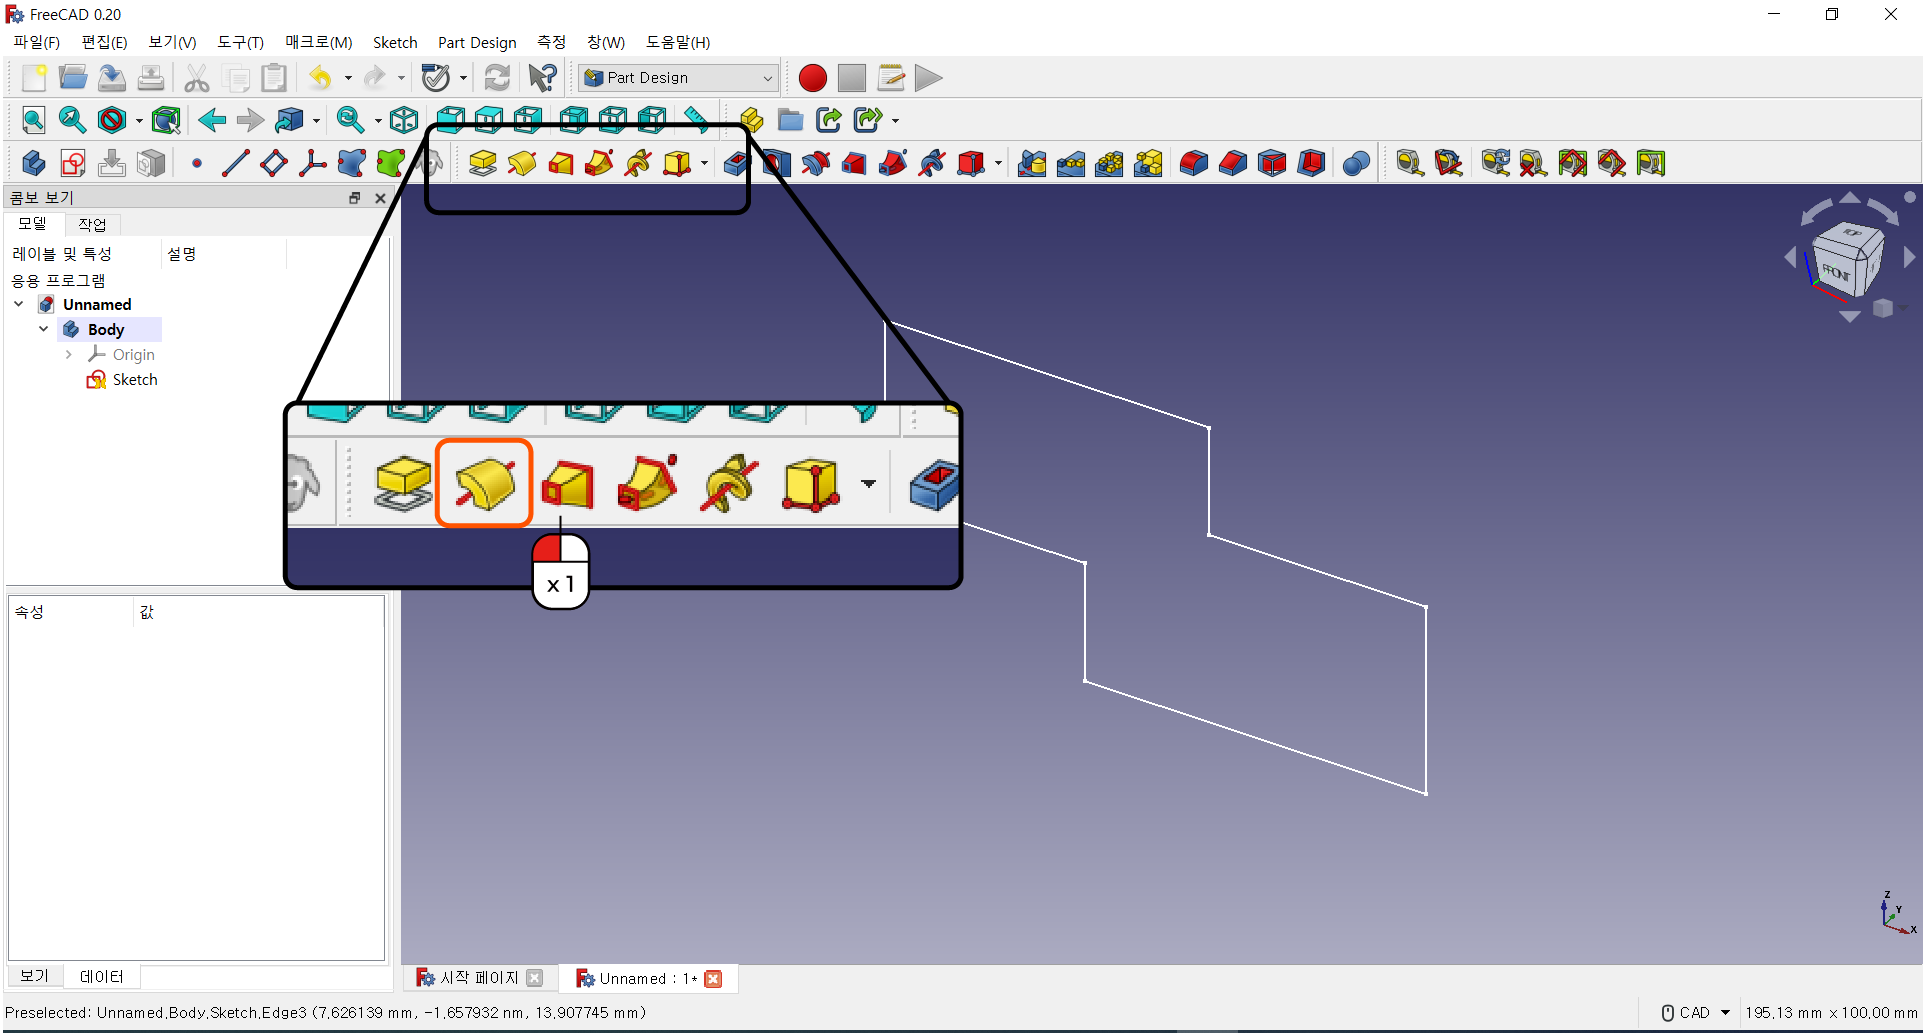 FreeCAD 0.20
파일(F) 편집(E) 보기(V) 도구(T) 매크로(M) Sketch Part Design 측정 창(W) 도움말(H)
Part Design
콤보 보기
모델 작업
레이블 및 특성 설명
응용 프로그램
Unnamed
Body
Origin
Sketch
TOP
FRONT
x 1
속성 값
Z
Y
X
보기 데이터
시작 페이지 Unnamed : 1*
Preselected: Unnamed.Body.Sketch.Edge3 (7.626139 mm, -1.657932 nm, 13.907745 mm)
CAD 195.13 mm x 100.00 mm